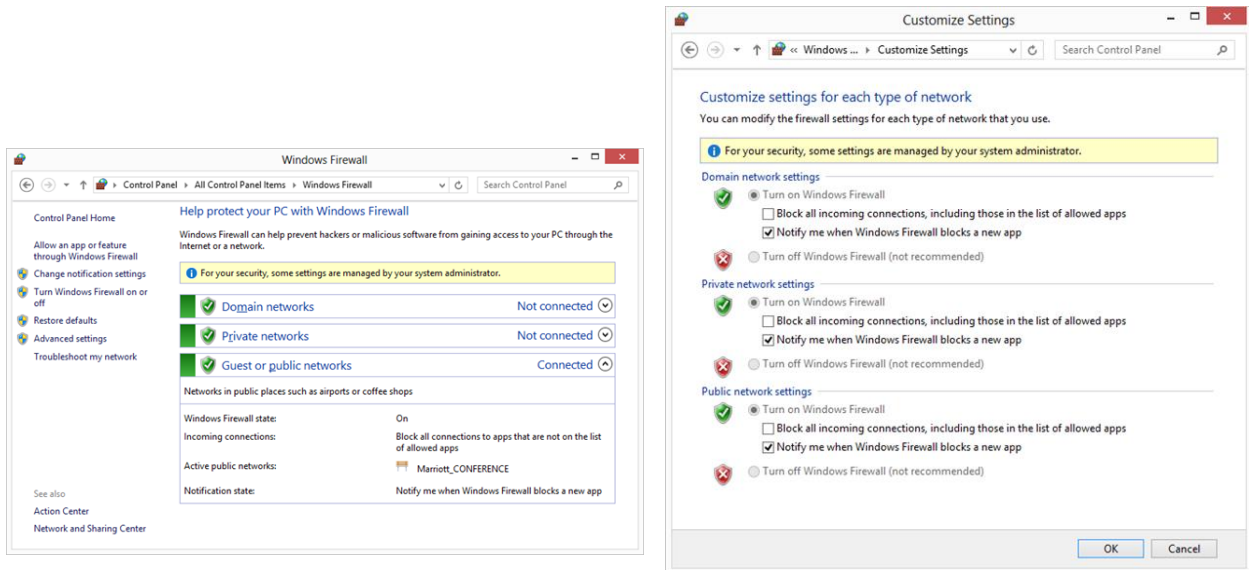 Windows Firewall
Control Panel ▸ All Control Panel Items ▸ Windows Firewall
Search Control Panel
Control Panel Home
Allow an app or feature
through Windows Firewall
Change notification settings
Turn Windows Firewall on or
off
Restore defaults
Advanced settings
Troubleshoot my network
See also
Action Center
Network and Sharing Center
Help protect your PC with Windows Firewall
Windows Firewall can help prevent hackers or malicious software from gaining access to your PC through the
Internet or a network.
For your security, some settings are managed by your system administrator.
Domain networks Not connected
Private networks Not connected
Guest or public networks Connected
Networks in public places such as airports or coffee shops
Windows Firewall state: On
Incoming connections: Block all connections to apps that are not on the list
of allowed apps
Active public networks: Marriott_CONFERENCE
Notification state: Notify me when Windows Firewall blocks a new app
Customize Settings
« Windows ... ▸ Customize Settings
Search Control Panel
Customize settings for each type of network
You can modify the firewall settings for each type of network that you use.
For your security, some settings are managed by your system administrator.
Domain network settings
Turn on Windows Firewall
Block all incoming connections, including those in the list of allowed apps
Notify me when Windows Firewall blocks a new app
Turn off Windows Firewall (not recommended)
Private network settings
Turn on Windows Firewall
Block all incoming connections, including those in the list of allowed apps
Notify me when Windows Firewall blocks a new app
Turn off Windows Firewall (not recommended)
Public network settings
Turn on Windows Firewall
Block all incoming connections, including those in the list of allowed apps
Notify me when Windows Firewall blocks a new app
Turn off Windows Firewall (not recommended)
OK Cancel